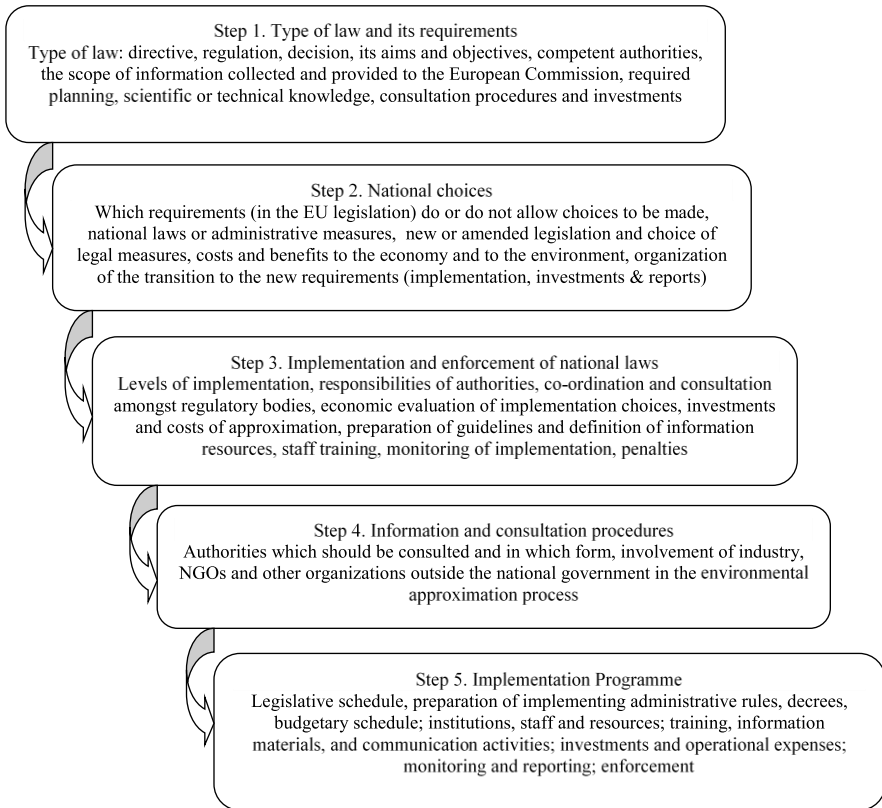 Step 1. Type of law and its requirements
Type of law: directive, regulation, decision, its aims and objectives, competent authorities,
the scope of information collected and provided to the European Commission, required
planning, scientific or technical knowledge, consultation procedures and investments
Step 2. National choices
Which requirements (in the EU legislation) do or do not allow choices to be made,
national laws or administrative measures, new or amended legislation and choice of
legal measures, costs and benefits to the economy and to the environment, organization
of the transition to the new requirements (implementation, investments & reports)
Step 3. Implementation and enforcement of national laws
Levels of implementation, responsibilities of authorities, co-ordination and consultation
amongst regulatory bodies, economic evaluation of implementation choices, investments
and costs of approximation, preparation of guidelines and definition of information
resources, staff training, monitoring of implementation, penalties
Step 4. Information and consultation procedures
Authorities which should be consulted and in which form, involvement of industry,
NGOs and other organizations outside the national government in the environmental
approximation process
Step 5. Implementation Programme
Legislative schedule, preparation of implementing administrative rules, decrees,
budgetary schedule; institutions, staff and resources; training, information
materials, and communication activities; investments and operational expenses;
monitoring and reporting; enforcement